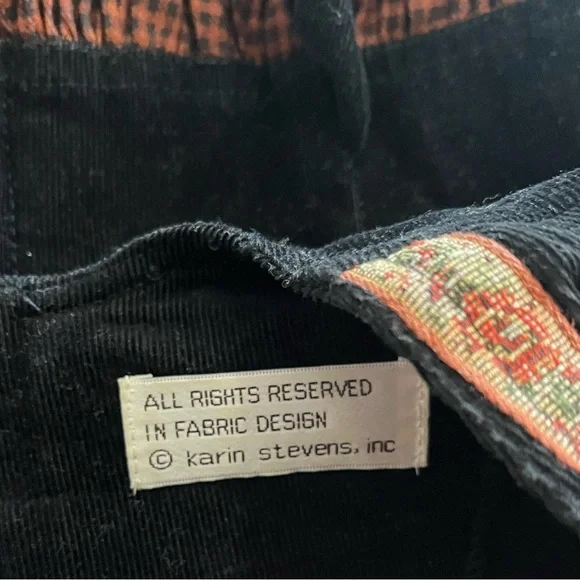 ALL RIGHTS RESERVED
IN FABRIC DESIGN
© karin stevens, inc